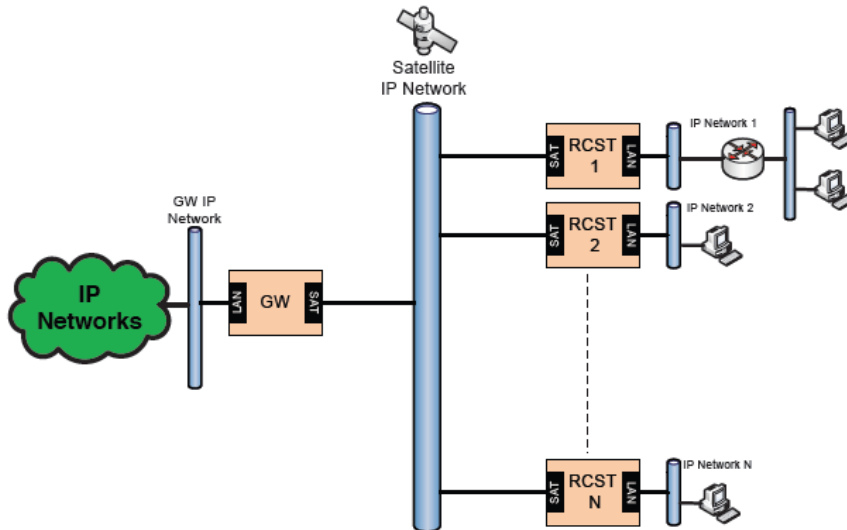 Satellite
IP Network
GW IP
Network
IP
Networks
LAN
GW
SAT
SAT
RCST
1
LAN
IP Network 1
SAT
RCST
2
LAN
IP Network 2
SAT
RCST
N
LAN
IP Network N